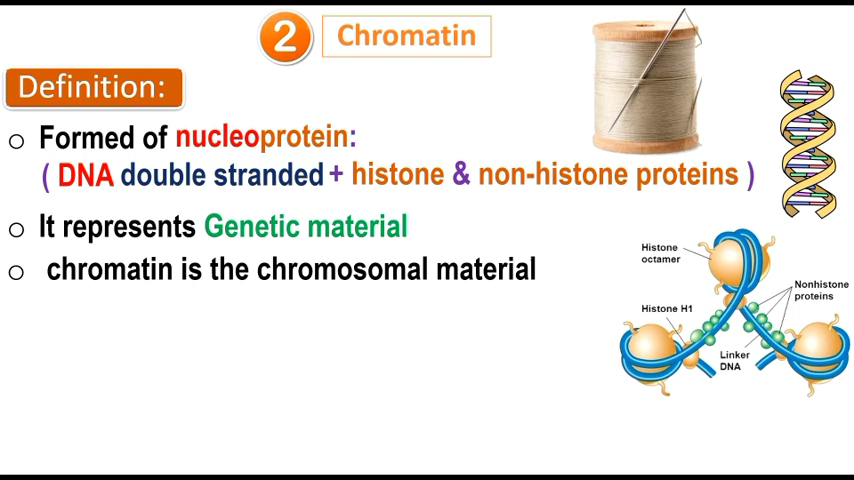 2 Chromatin
Definition:
o Formed of nucleoprotein:
( DNA double stranded + histone & non-histone proteins )
o It represents Genetic material
o chromatin is the chromosomal material
Histone
octamer
Nonhistone
proteins
Histone H1
Linker
DNA